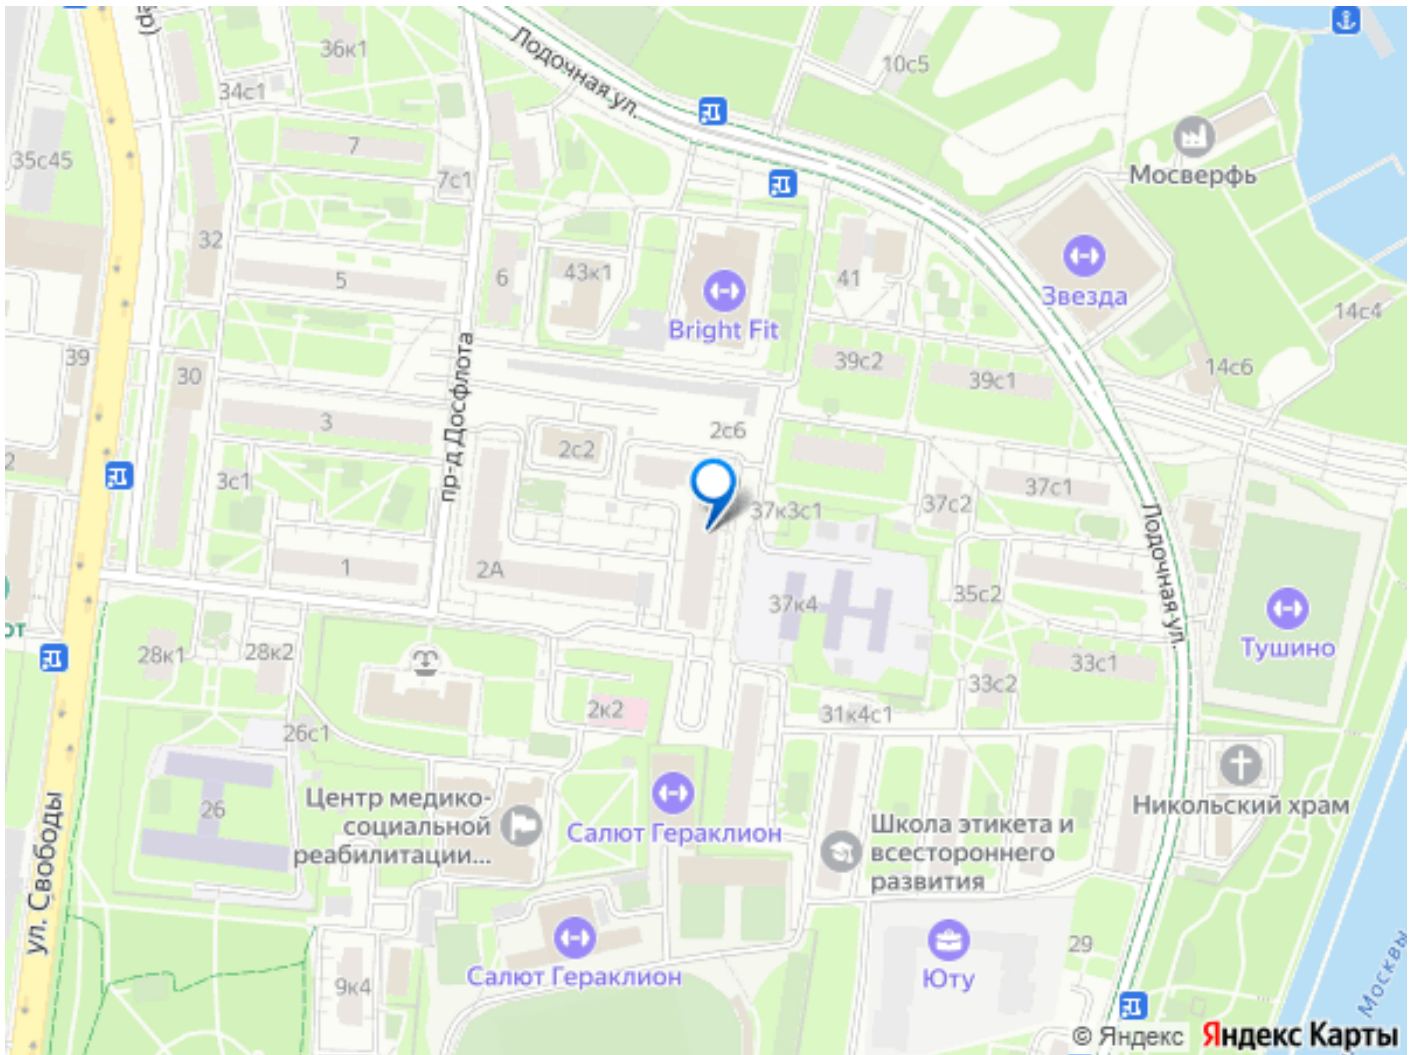 36к1
Лодочная ул.
10с5
34с1
7
35с45
7с1
Мосверфь
32
5
6
43к1
41
Звезда
Bright Fit
14с4
39
30
пр-д Досфлота
39с2
39с1
14с6
3
2с6
2с2
3с1
37к3с1
37с2
37с1
Лодочная ул.
1
2А
37к4
35с2
Тушино
28к1
28к2
33с1
33с2
2к2
31к4с1
26с1
26
Центр медико-
социальной
реабилитации...
Салют Гераклион
Школа этикета и
всестороннего
развития
Никольский храм
ул. Свободы
Салют Гераклион
Юту
29
9к4
Москвы
© Яндекс
Яндекс Карты